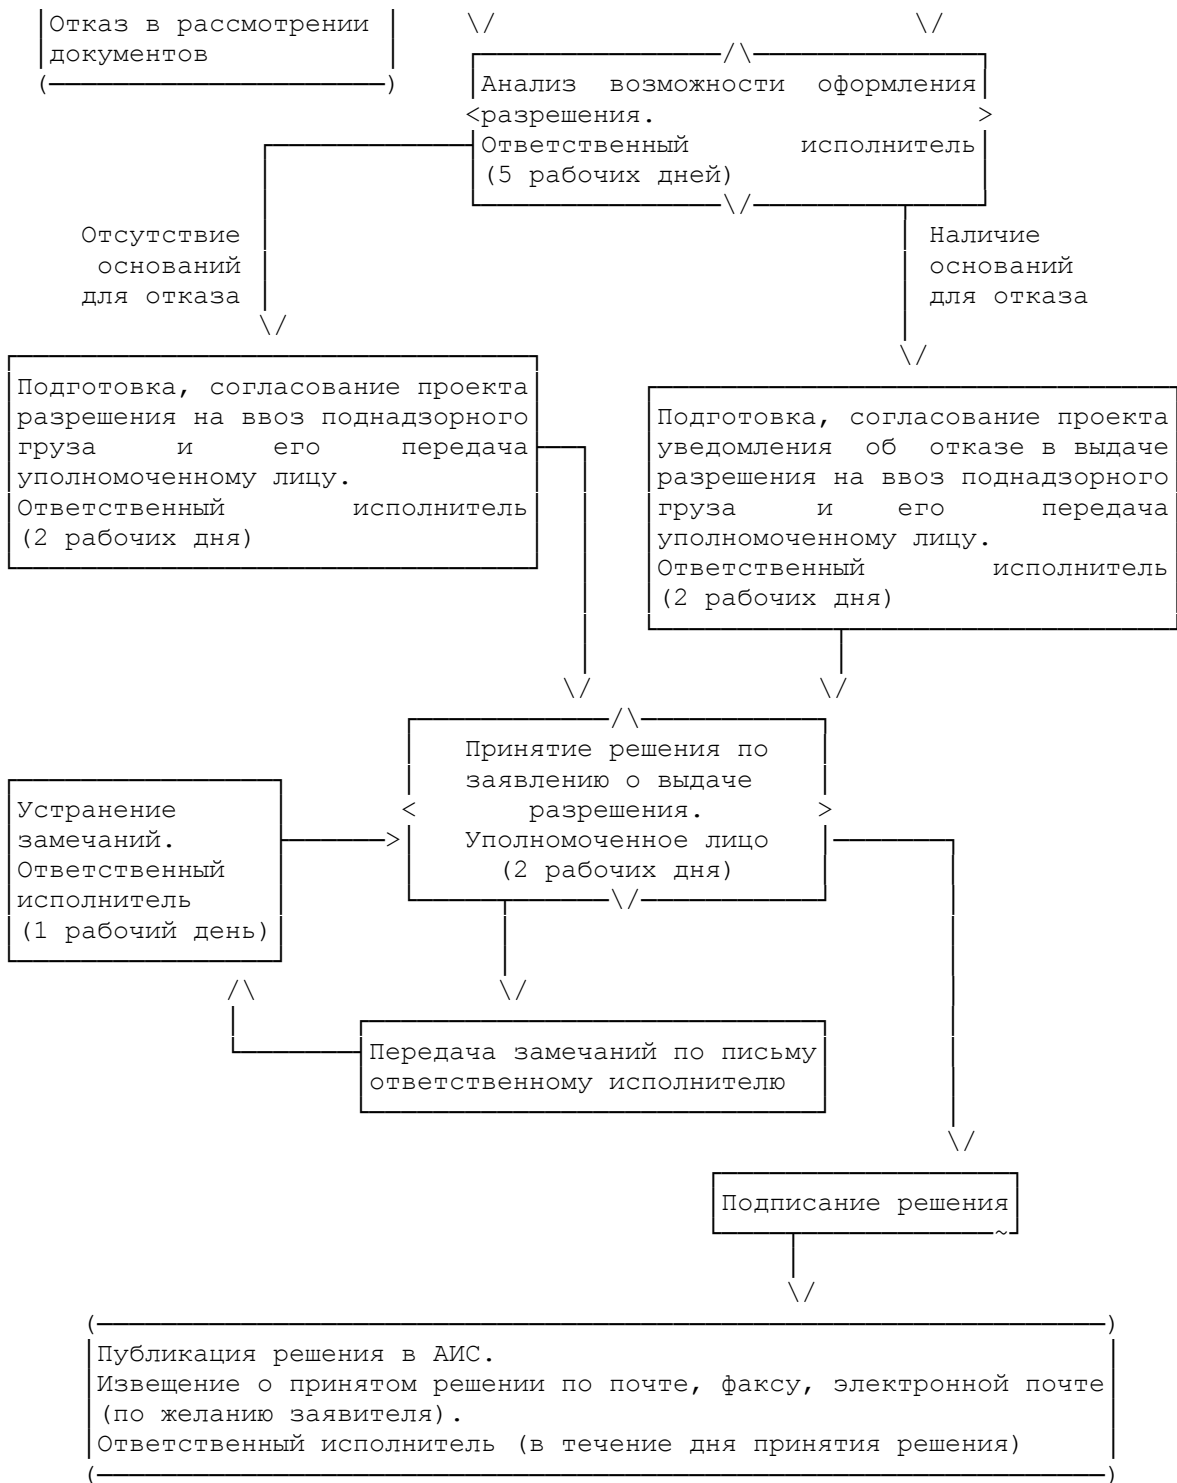 Отказ в рассмотрении
документов
Анализ возможности оформления
разрешения.
Ответственный исполнитель
(5 рабочих дней)
Отсутствие
оснований
для отказа
Наличие
оснований
для отказа
Подготовка, согласование проекта
разрешения на ввоз поднадзорного
груза и его передача
уполномоченному лицу.
Ответственный исполнитель
(2 рабочих дня)
Подготовка, согласование проекта
уведомления об отказе в выдаче
разрешения на ввоз поднадзорного
груза и его передача
уполномоченному лицу.
Ответственный исполнитель
(2 рабочих дня)
Принятие решения по
заявлению о выдаче
разрешения.
Уполномоченное лицо
(2 рабочих дня)
Устранение
замечаний.
Ответственный
исполнитель
(1 рабочий день)
Передача замечаний по письму
ответственному исполнителю
Подписание решения
Публикация решения в АИС.
Извещение о принятом решении по почте, факсу, электронной почте
(по желанию заявителя).
Ответственный исполнитель (в течение дня принятия решения)